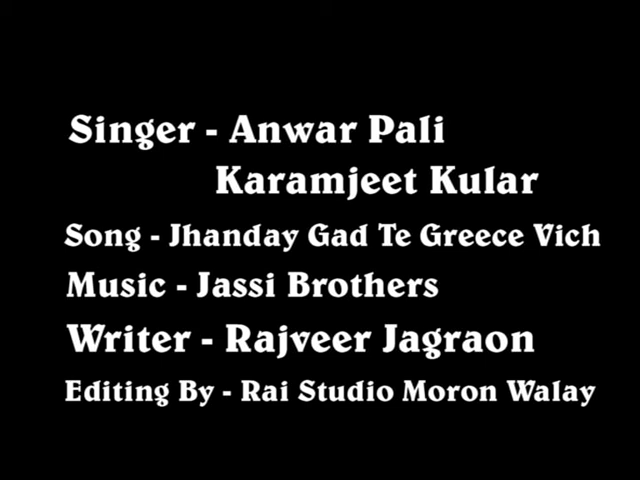 Singer - Anwar Pali
Karamjeet Kular
Song - Jhanday Gad Te Greece Vich
Music - Jassi Brothers
Writer - Rajveer Jagraon
Editing By - Rai Studio Moron Walay